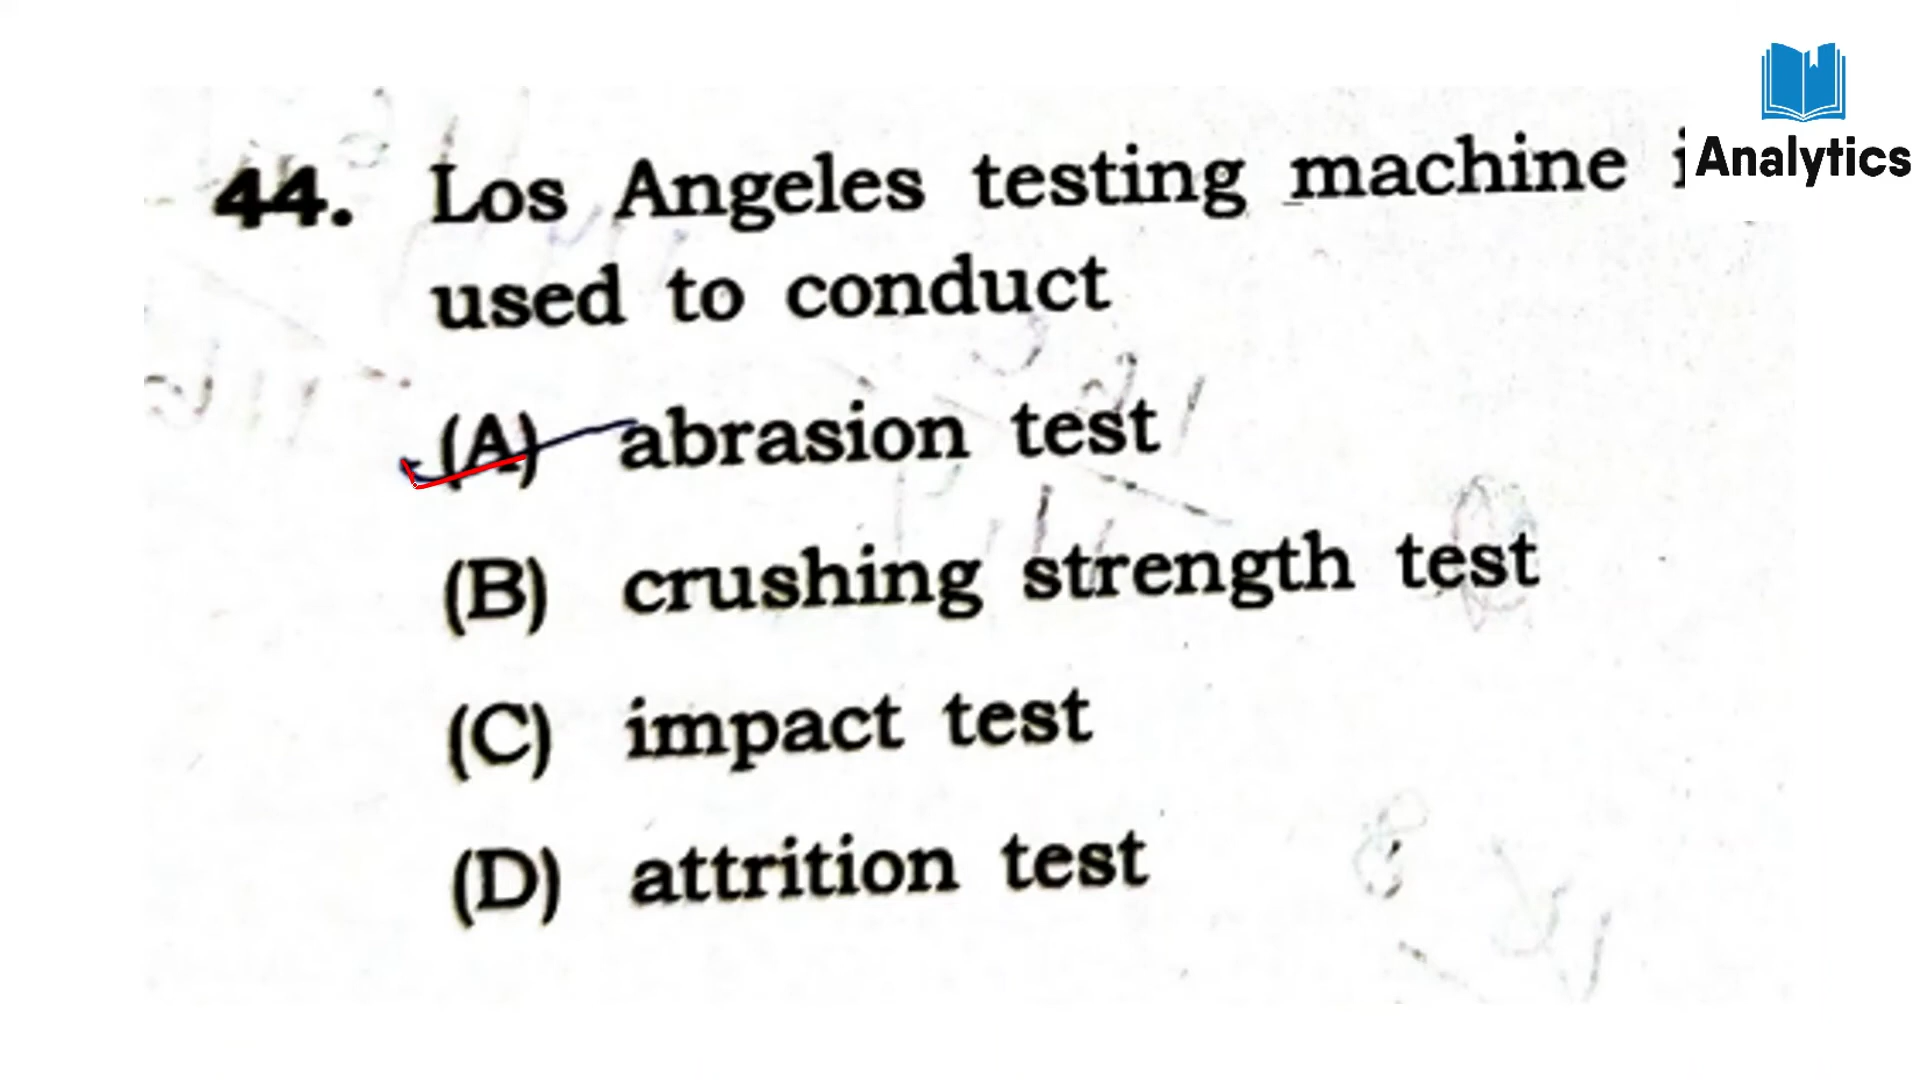 Analytics
44. Los Angeles testing machine i
used to conduct
(A) abrasion test
(B) crushing strength test
(C) impact test
(D) attrition test